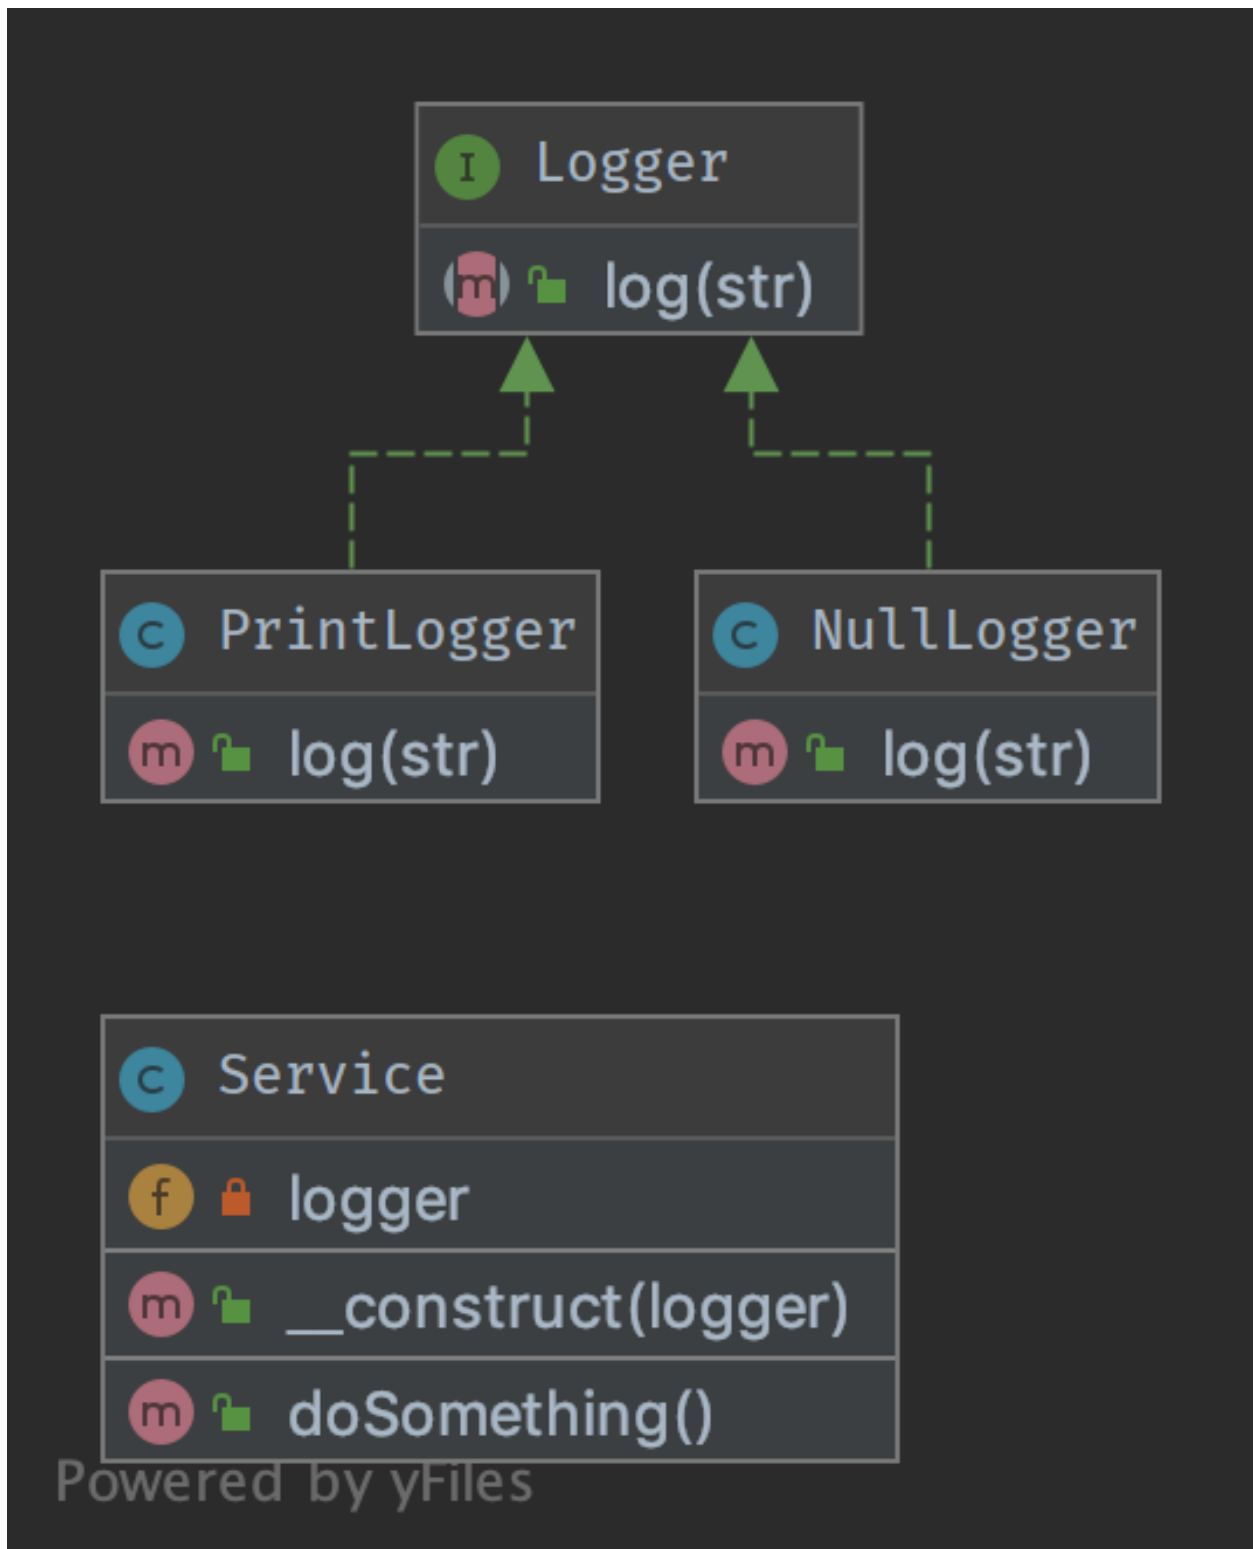 I Logger
m log(str)
C PrintLogger
m log(str)
C NullLogger
m log(str)
C Service
f logger
m __construct(logger)
m doSomething()
Powered by yFiles